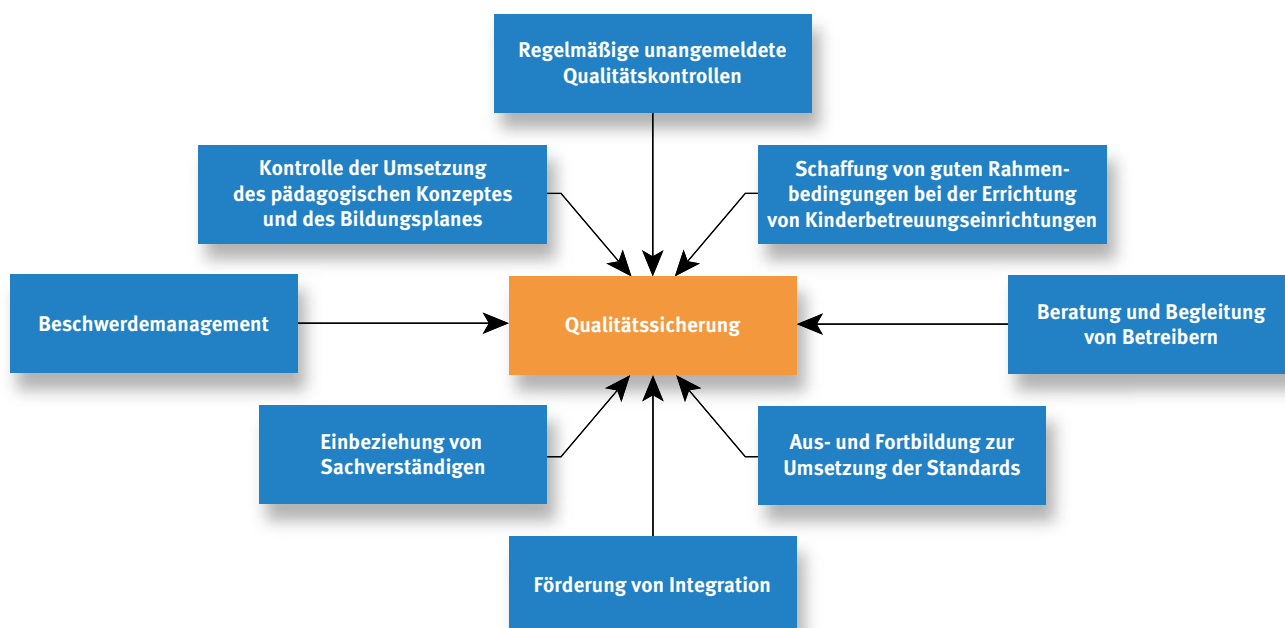 Regelmäßige unangemeldete
Qualitätskontrollen
Kontrolle der Umsetzung
des pädagogischen Konzeptes
und des Bildungsplanes
Schaffung von guten Rahmen-
bedingungen bei der Errichtung
von Kinderbetreuungseinrichtungen
Beschwerdemanagement
Qualitätssicherung
Beratung und Begleitung
von Betreibern
Einbeziehung von
Sachverständigen
Aus- und Fortbildung zur
Umsetzung der Standards
Förderung von Integration